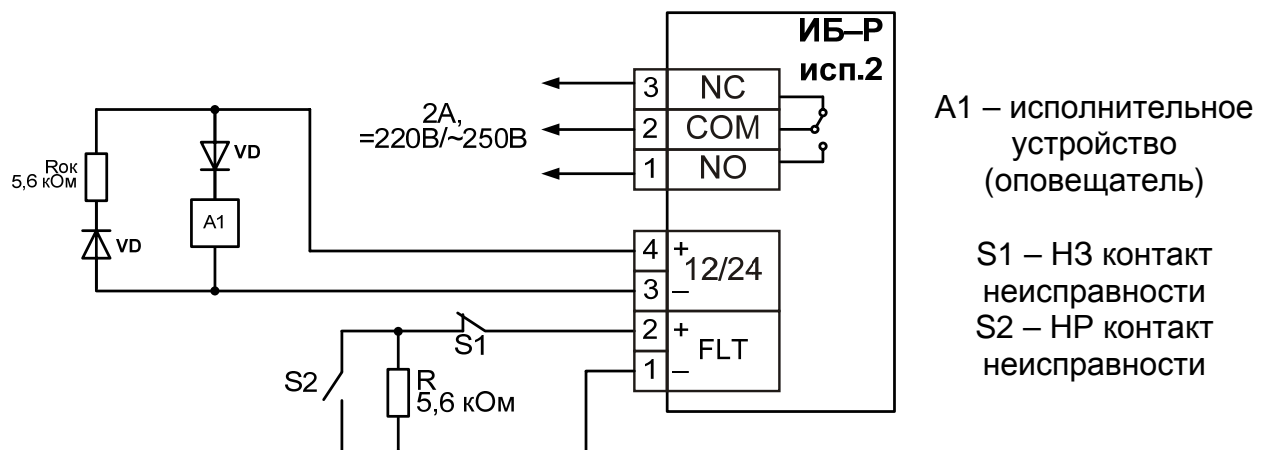 ИБ–Р
исп.2
3 NC
2 COM
1 NO
2А,
=220В/~250В
Rок
5,6 кОм
VD
VD
A1
4 +
12/24
3 –
2 +
FLT
1 –
S1
S2
R
5,6 кОм
А1 – исполнительное
устройство
(оповещатель)
S1 – НЗ контакт
неисправности
S2 – НР контакт
неисправности